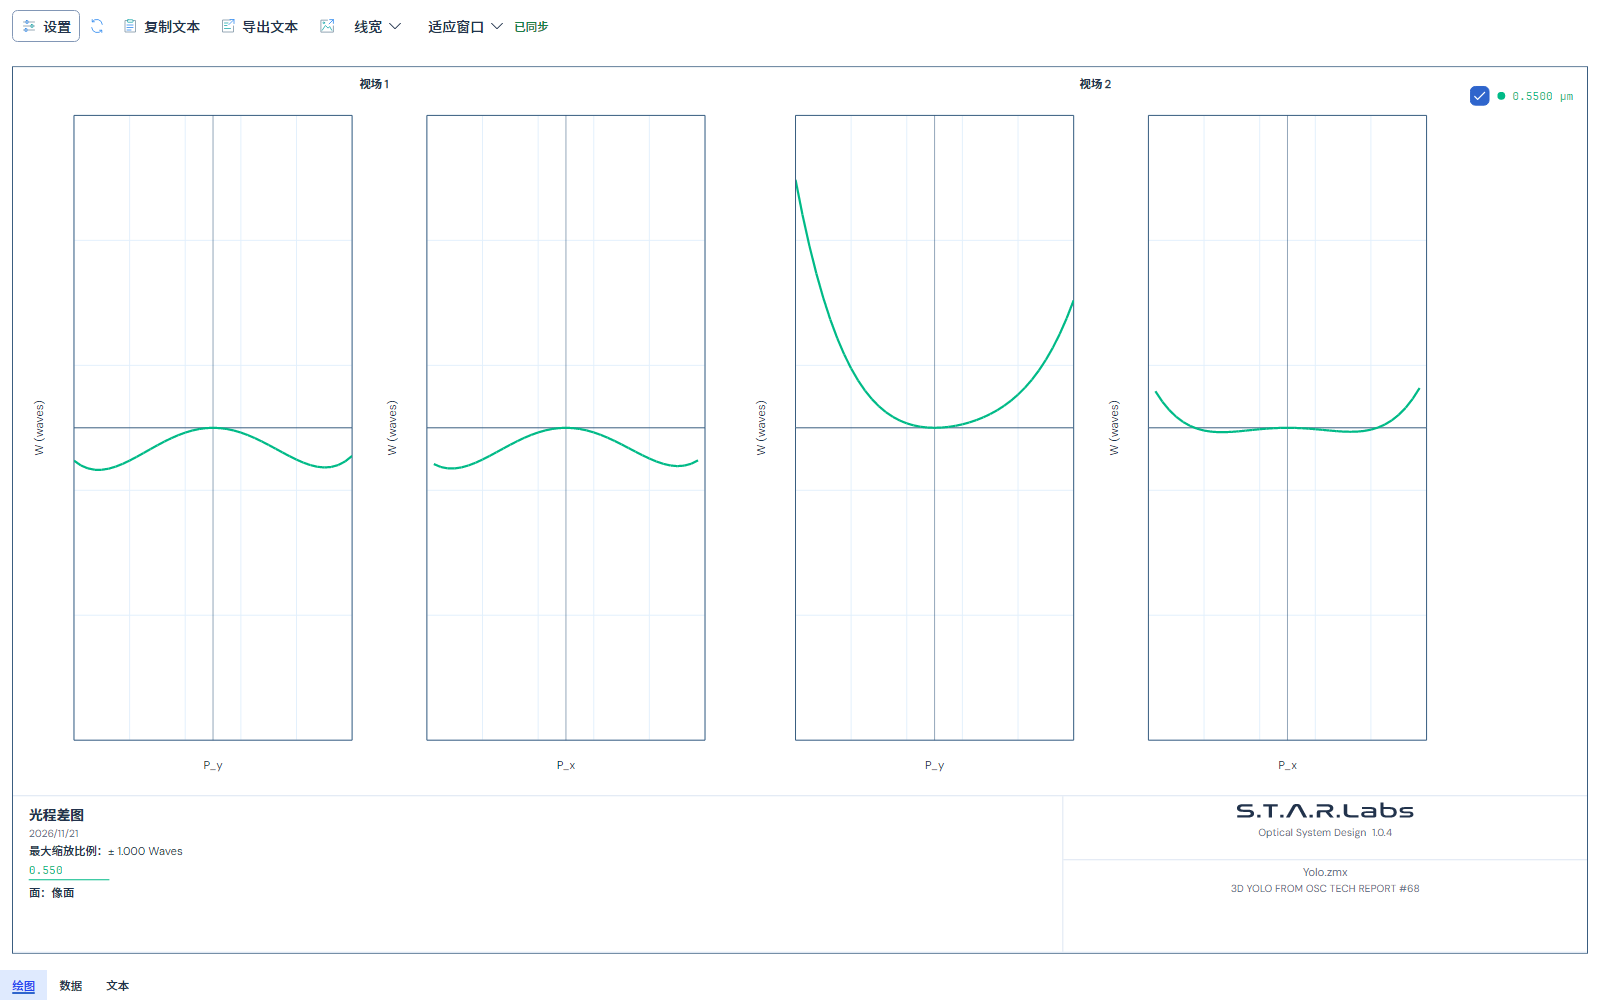 设置 复制文本 导出文本 线宽 适应窗口 已同步
视场 1 视场 2
0.5500 µm
W (waves) W (waves) W (waves) W (waves)
P_y P_x P_y P_x
光程差图
2026/11/21
最大缩放比例: ± 1.000 Waves
0.550
面: 像面
S.T.A.R.Labs
Optical System Design 1.0.4
Yolo.zmx
3D YOLO FROM OSC TECH REPORT #68
绘图 数据 文本